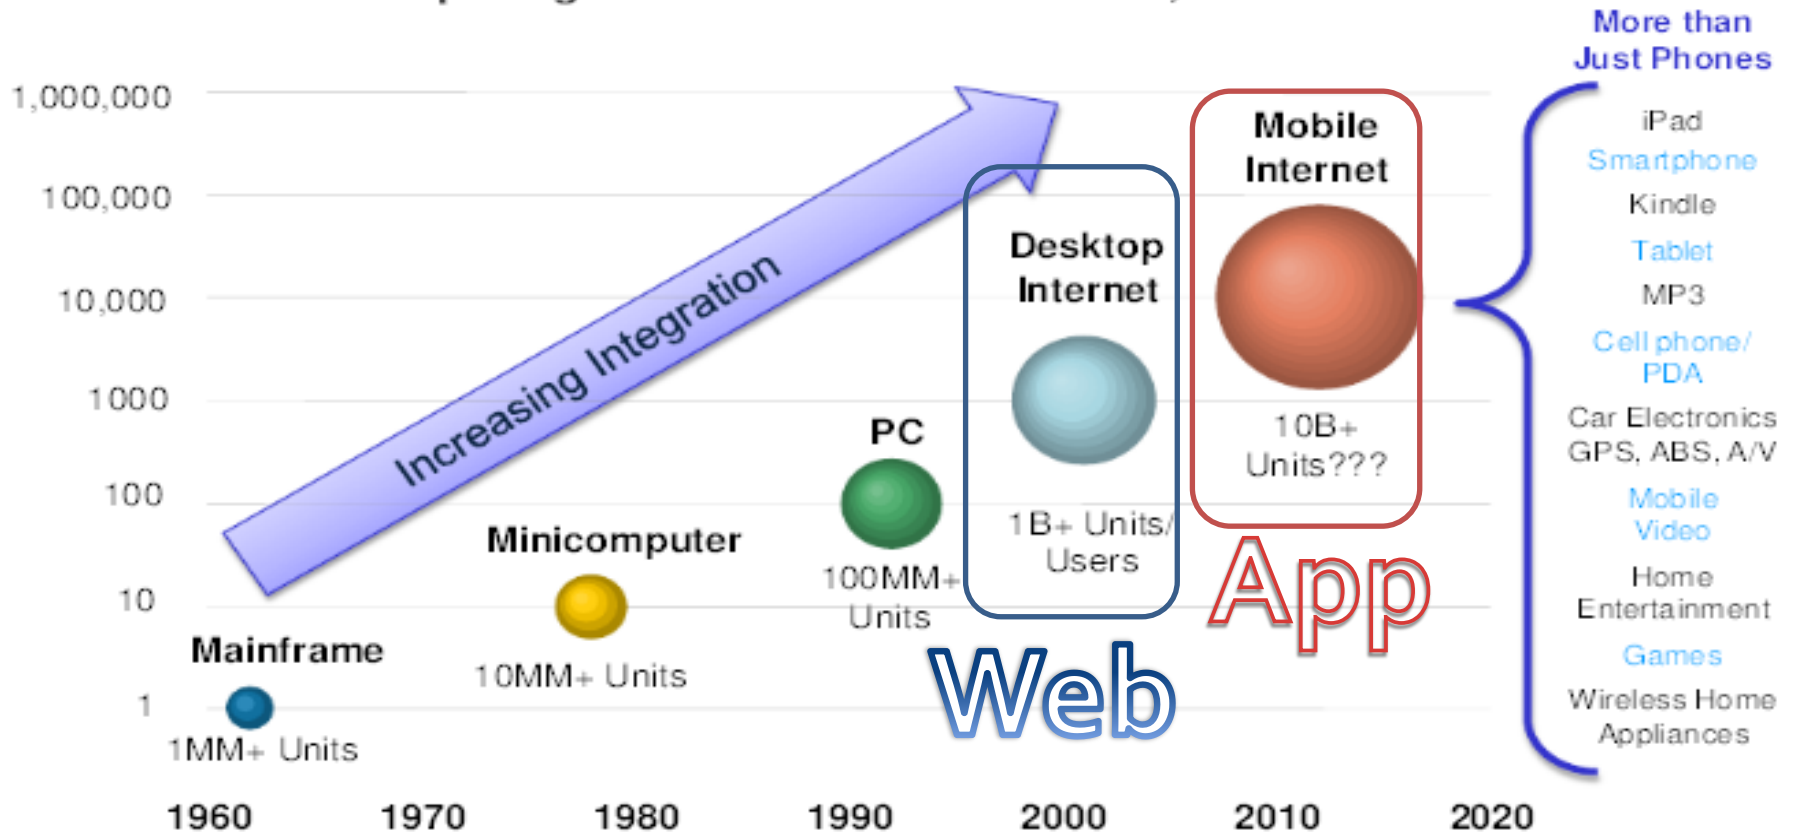 More than
Just Phones
1,000,000
100,000
10,000
1000
100
10
1
Increasing Integration
Mainframe
1MM+ Units
Minicomputer
10MM+ Units
PC
100MM+
Units
Desktop
Internet
1B+ Units/
Users
Web
Mobile
Internet
10B+
Units???
App
iPad
Smartphone
Kindle
Tablet
MP3
Cell phone/
PDA
Car Electronics
GPS, ABS, A/V
Mobile
Video
Home
Entertainment
Games
Wireless Home
Appliances
1960 1970 1980 1990 2000 2010 2020